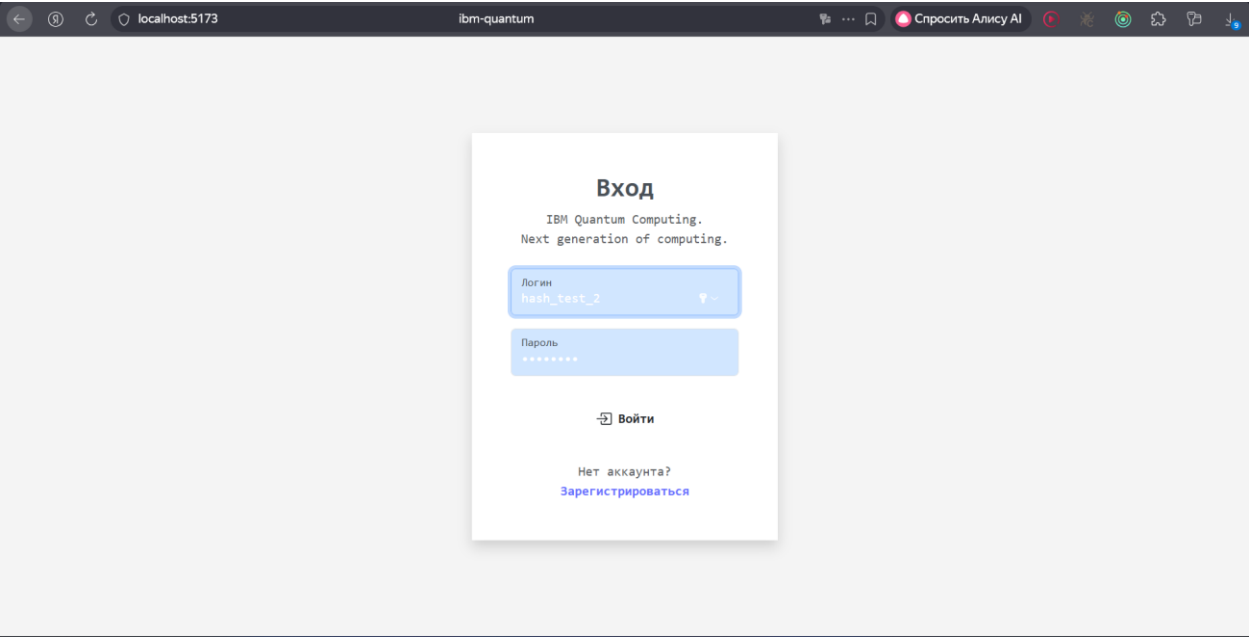 localhost:5173
ibm-quantum
Спросить Алису AI
9
Вход
IBM Quantum Computing.
Next generation of computing.
Логин
hash_test_2
Пароль
••••••••
Войти
Нет аккаунта?
Зарегистрироваться